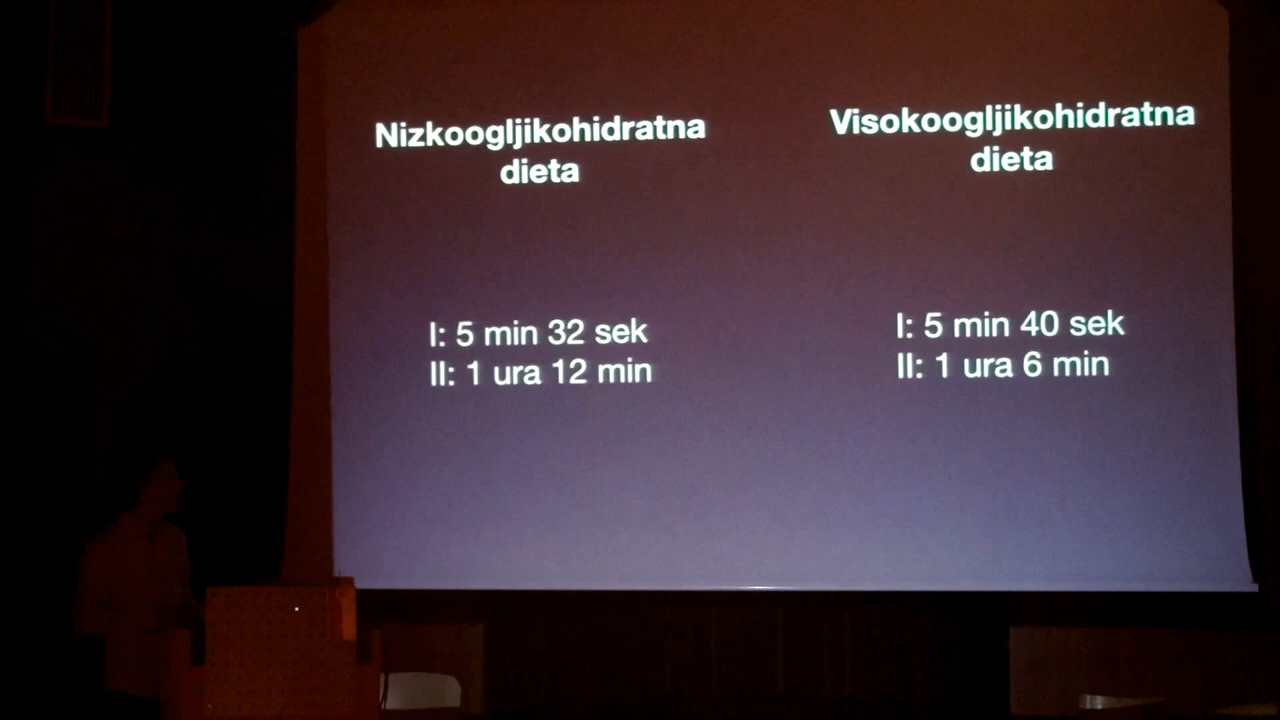 Nizkoogljikohidratna
dieta
I: 5 min 32 sek
II: 1 ura 12 min
Visokoogljikohidratna
dieta
I: 5 min 40 sek
II: 1 ura 6 min